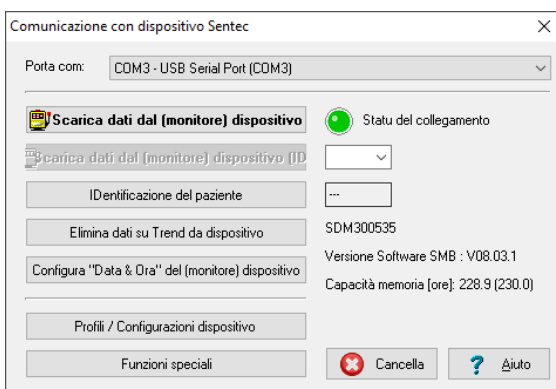 Comunicazione con dispositivo Sentec
Porta com: COM3 - USB Serial Port (COM3)
Scarica dati dal (monitore) dispositivo
Statu del collegamento
Scarica dati dal (monitore) dispositivo (ID
IDentificazione del paziente
---
Elimina dati su Trend da dispositivo
SDM300535
Configura "Data & Ora" del (monitore) dispositivo
Versione Software SMB : V08.03.1
Capacità memoria [ore]: 228.9 (230.0)
Profili / Configurazioni dispositivo
Funzioni speciali
Cancella
? Aiuto